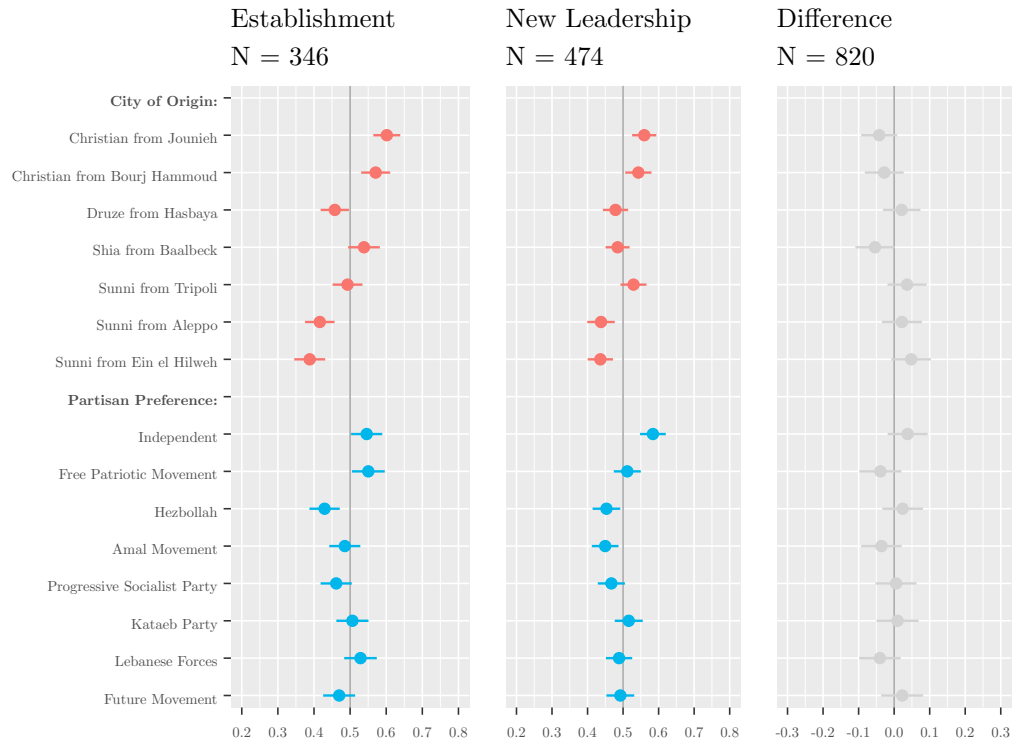 Establishment
N = 346
New Leadership
N = 474
Difference
N = 820
City of Origin:
Christian from Jounieh
Christian from Bourj Hammoud
Druze from Hasbaya
Shia from Baalbeck
Sunni from Tripoli
Sunni from Aleppo
Sunni from Ein el Hilweh
Partisan Preference:
Independent
Free Patriotic Movement
Hezbollah
Amal Movement
Progressive Socialist Party
Kataeb Party
Lebanese Forces
Future Movement
0.2 0.3 0.4 0.5 0.6 0.7 0.8
0.2 0.3 0.4 0.5 0.6 0.7 0.8
-0.3 -0.2 -0.1 0.0 0.1 0.2 0.3